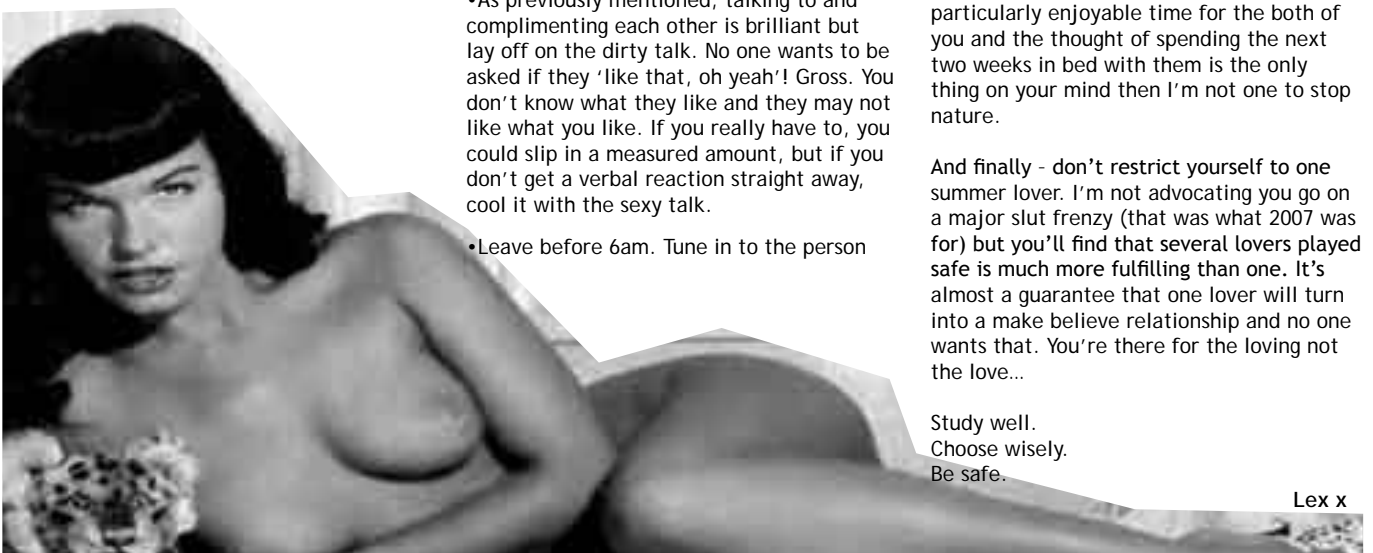 •As previously mentioned, talking to and
complimenting each other is brilliant but
lay off on the dirty talk. No one wants to be
asked if they ‘like that, oh yeah’! Gross. You
don’t know what they like and they may not
like what you like. If you really have to, you
could slip in a measured amount, but if you
don’t get a verbal reaction straight away,
cool it with the sexy talk.
•Leave before 6am. Tune in to the person
particularly enjoyable time for the both of
you and the thought of spending the next
two weeks in bed with them is the only
thing on your mind then I’m not one to stop
nature.
And finally - don’t restrict yourself to one
summer lover. I’m not advocating you go on
a major slut frenzy (that was what 2007 was
for) but you’ll find that several lovers played
safe is much more fulfilling than one. It’s
almost a guarantee that one lover will turn
into a make believe relationship and no one
wants that. You’re there for the loving not
the love…
Study well.
Choose wisely.
Be safe.
Lex x